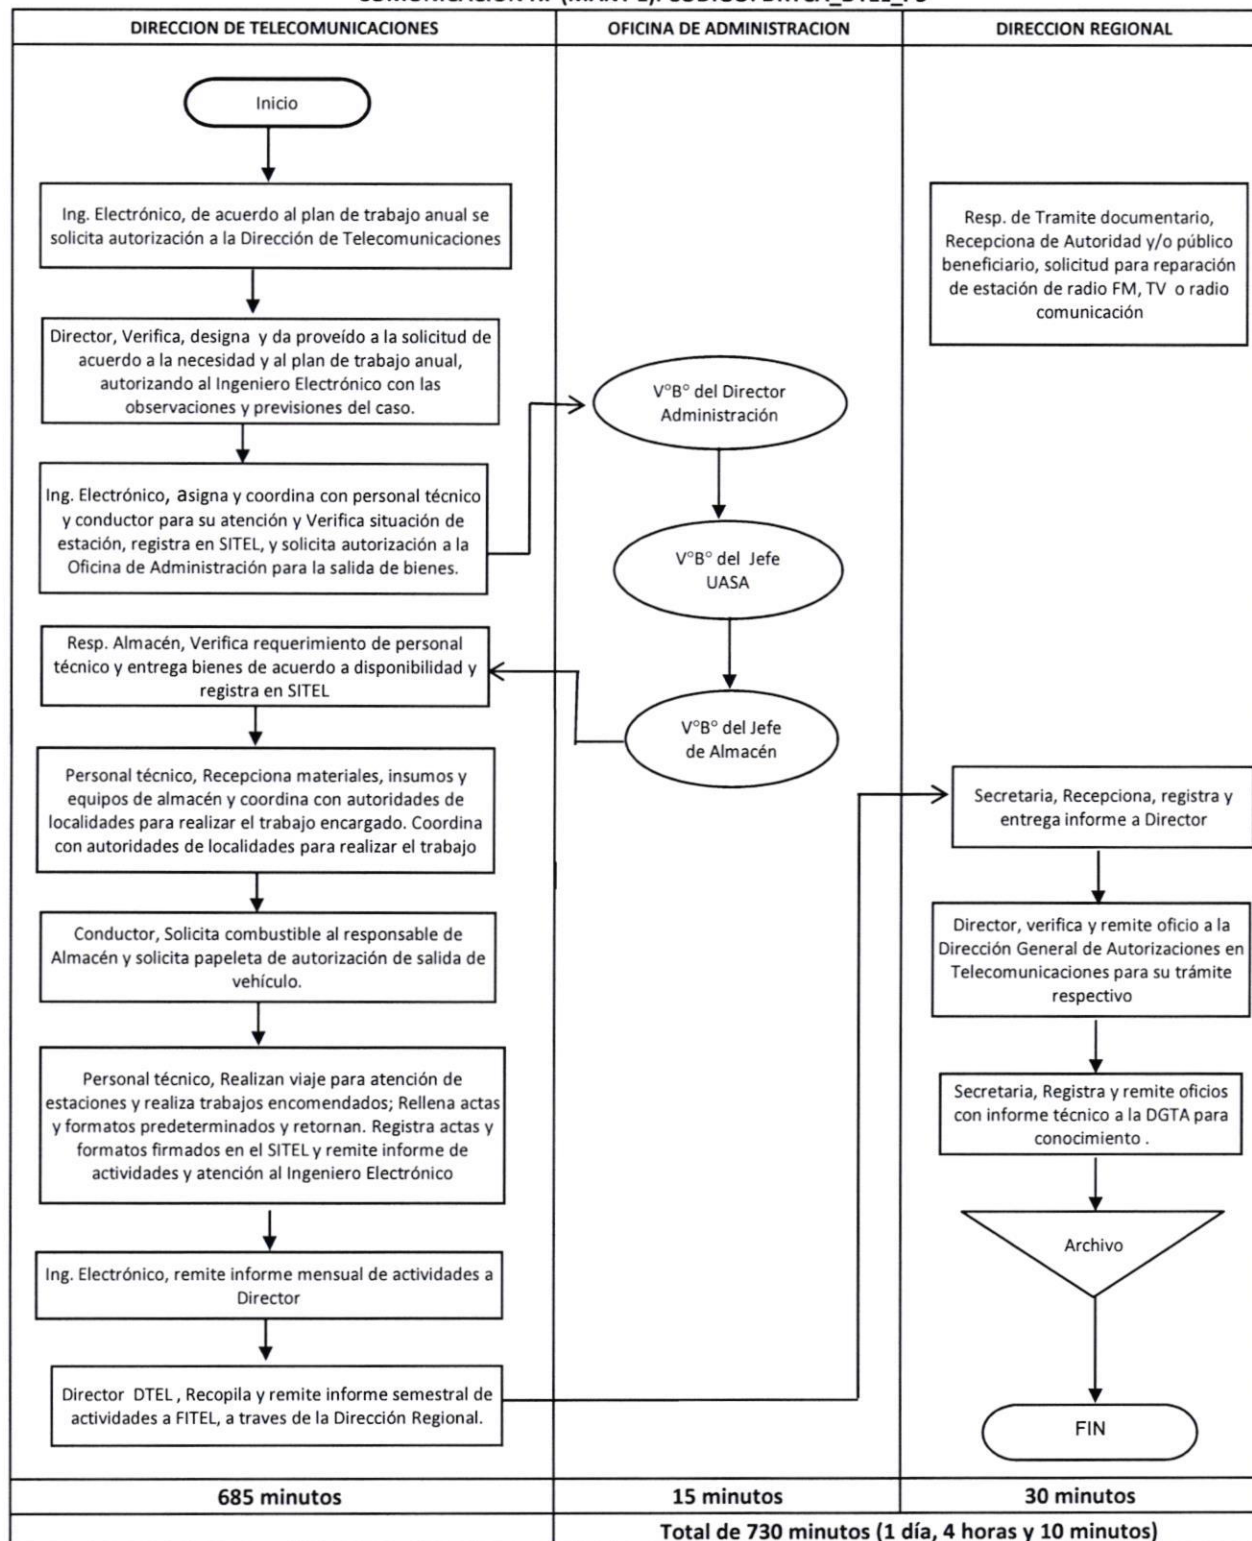 DIRECCION DE TELECOMUNICACIONES
OFICINA DE ADMINISTRACION
DIRECCION REGIONAL
Inicio
Ing. Electrónico, de acuerdo al plan de trabajo anual se
solicita autorización a la Dirección de Telecomunicaciones
Director, Verifica, designa y da proveído a la solicitud de
acuerdo a la necesidad y al plan de trabajo anual,
autorizando al Ingeniero Electrónico con las
observaciones y previsiones del caso.
Ing. Electrónico, asigna y coordina con personal técnico
y conductor para su atención y Verifica situación de
estación, registra en SITEL, y solicita autorización a la
Oficina de Administración para la salida de bienes.
Resp. Almacén, Verifica requerimiento de personal
técnico y entrega bienes de acuerdo a disponibilidad y
registra en SITEL
Personal técnico, Recepciona materiales, insumos y
equipos de almacén y coordina con autoridades de
localidades para realizar el trabajo encargado. Coordina
con autoridades de localidades para realizar el trabajo
Conductor, Solicita combustible al responsable de
Almacén y solicita papeleta de autorización de salida de
vehículo.
Personal técnico, Realizan viaje para atención de
estaciones y realiza trabajos encomendados; Rellena actas
y formatos predeterminados y retornan. Registra actas y
formatos firmados en el SITEL y remite informe de
actividades y atención al Ingeniero Electrónico
Ing. Electrónico, remite informe mensual de actividades a
Director
Director DTEL , Recopila y remite informe semestral de
actividades a FITEL, a traves de la Dirección Regional.
V°B° del Director
Administración
V°B° del Jefe
UASA
V°B° del Jefe
de Almacén
Resp. de Tramite documentario,
Recepciona de Autoridad y/o público
beneficiario, solicitud para reparación
de estación de radio FM, TV o radio
comunicación
Secretaria, Recepciona, registra y
entrega informe a Director
Director, verifica y remite oficio a la
Dirección General de Autorizaciones en
Telecomunicaciones para su trámite
respectivo
Secretaria, Registra y remite oficios
con informe técnico a la DGTA para
conocimiento .
Archivo
FIN
685 minutos
15 minutos
30 minutos
Total de 730 minutos (1 día, 4 horas y 10 minutos)